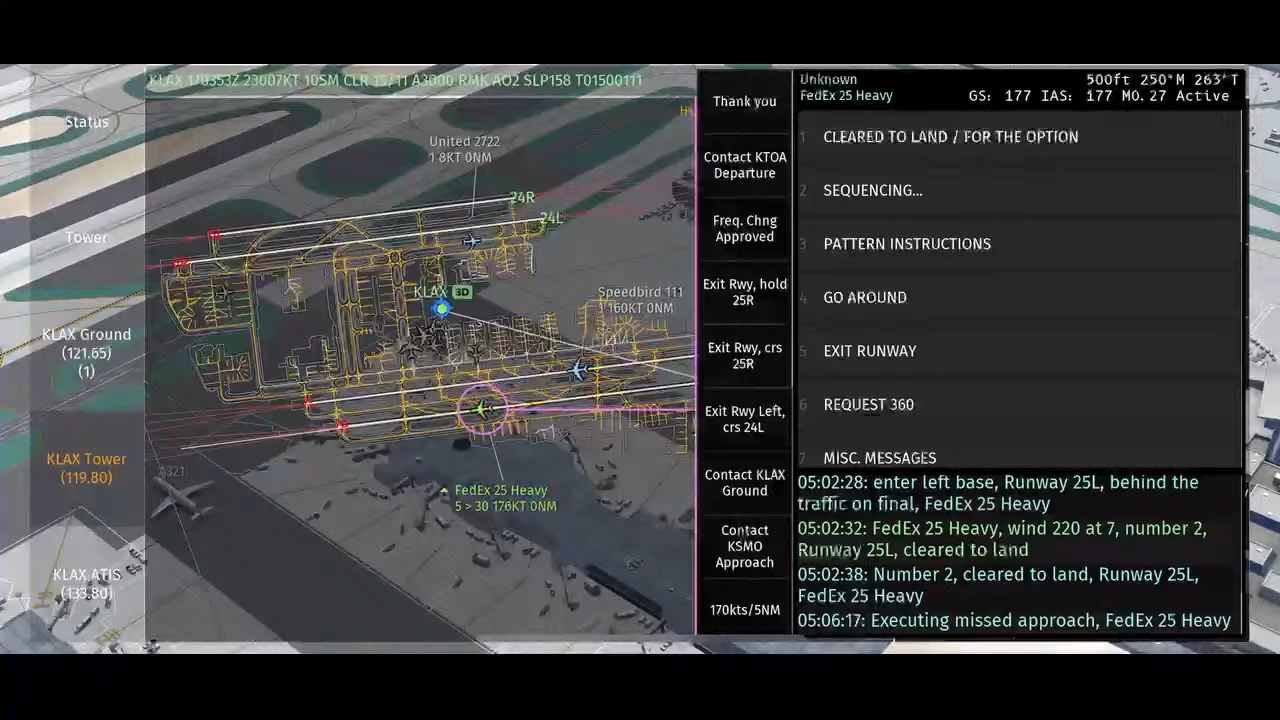 KLAX 170353Z 23007KT 10SM CLR 15/11 A3000 RMK AO2 SLP158 T01500111
Status
Tower
KLAX Ground
(121.65)
(1)
KLAX Tower
(119.80)
KLAX ATIS
(133.80)
United 2722
1 8KT 0NM
24R
24L
KLAX 3D
Speedbird 111
1 160KT 0NM
A321
FedEx 25 Heavy
5 > 30 176KT 0NM
Thank you
Contact KTOA
Departure
Freq. Chng
Approved
Exit Rwy, hold
25R
Exit Rwy, crs
25R
Exit Rwy Left,
crs 24L
Contact KLAX
Ground
Contact
KSMO
Approach
170kts/5NM
Unknown
500ft 250°M 263°T
FedEx 25 Heavy
GS: 177 IAS: 177 M0.27 Active
1 CLEARED TO LAND / FOR THE OPTION
2 SEQUENCING...
3 PATTERN INSTRUCTIONS
4 GO AROUND
5 EXIT RUNWAY
6 REQUEST 360
7 MISC. MESSAGES
05:02:28: enter left base, Runway 25L, behind the
traffic on final, FedEx 25 Heavy
05:02:32: FedEx 25 Heavy, wind 220 at 7, number 2,
Runway 25L, cleared to land
05:02:38: Number 2, cleared to land, Runway 25L,
FedEx 25 Heavy
05:06:17: Executing missed approach, FedEx 25 Heavy